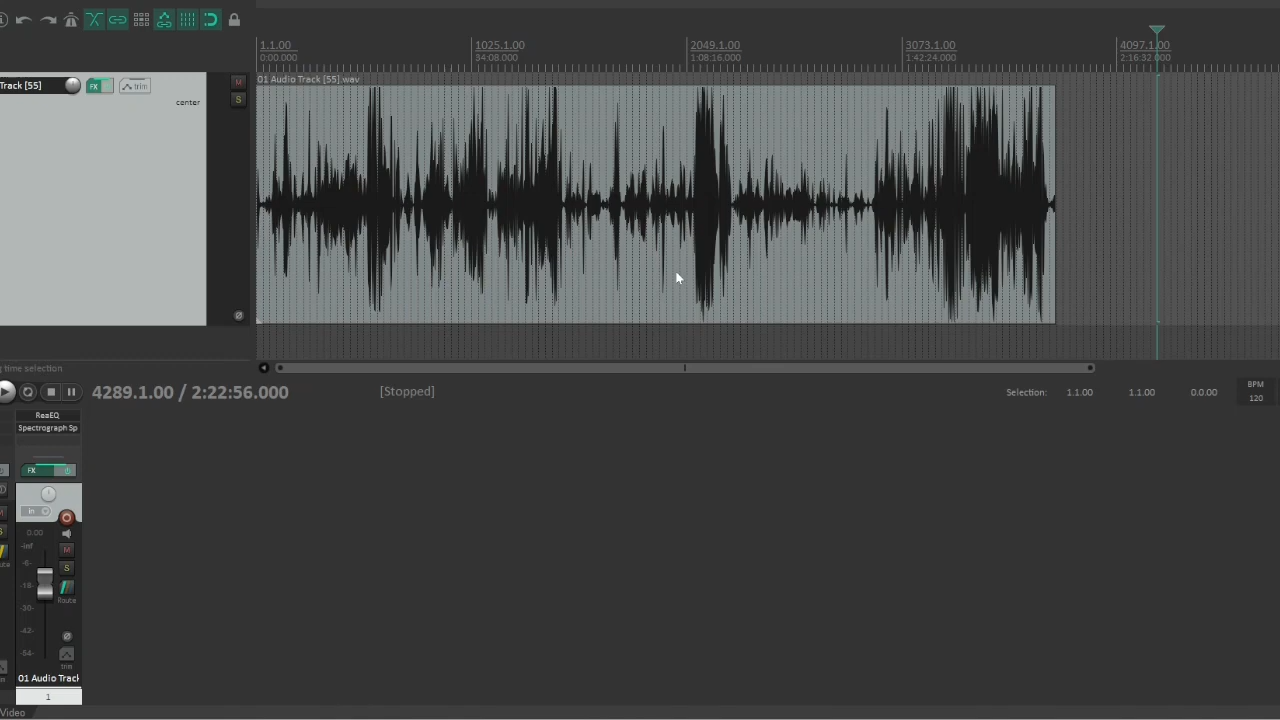 1.1.00 1025.1.00 2049.1.00 3073.1.00 4097.1.00
0:00.000 34:08.000 1:08:16.000 1:42:24.000 2:16:32.000
01 Audio Track [55].wav
Track [55] FX trim M
S
center
time selection
4289.1.00 / 2:22:56.000 [Stopped] Selection: 1.1.00 1.1.00 0.0.00
BPM
120
ReaEQ
Spectrograph Sp
FX
in
0.00
-inf M
-6-
S
-18-
Route
-30-
-42-
-54-
trim
01 Audio Track
1
Video